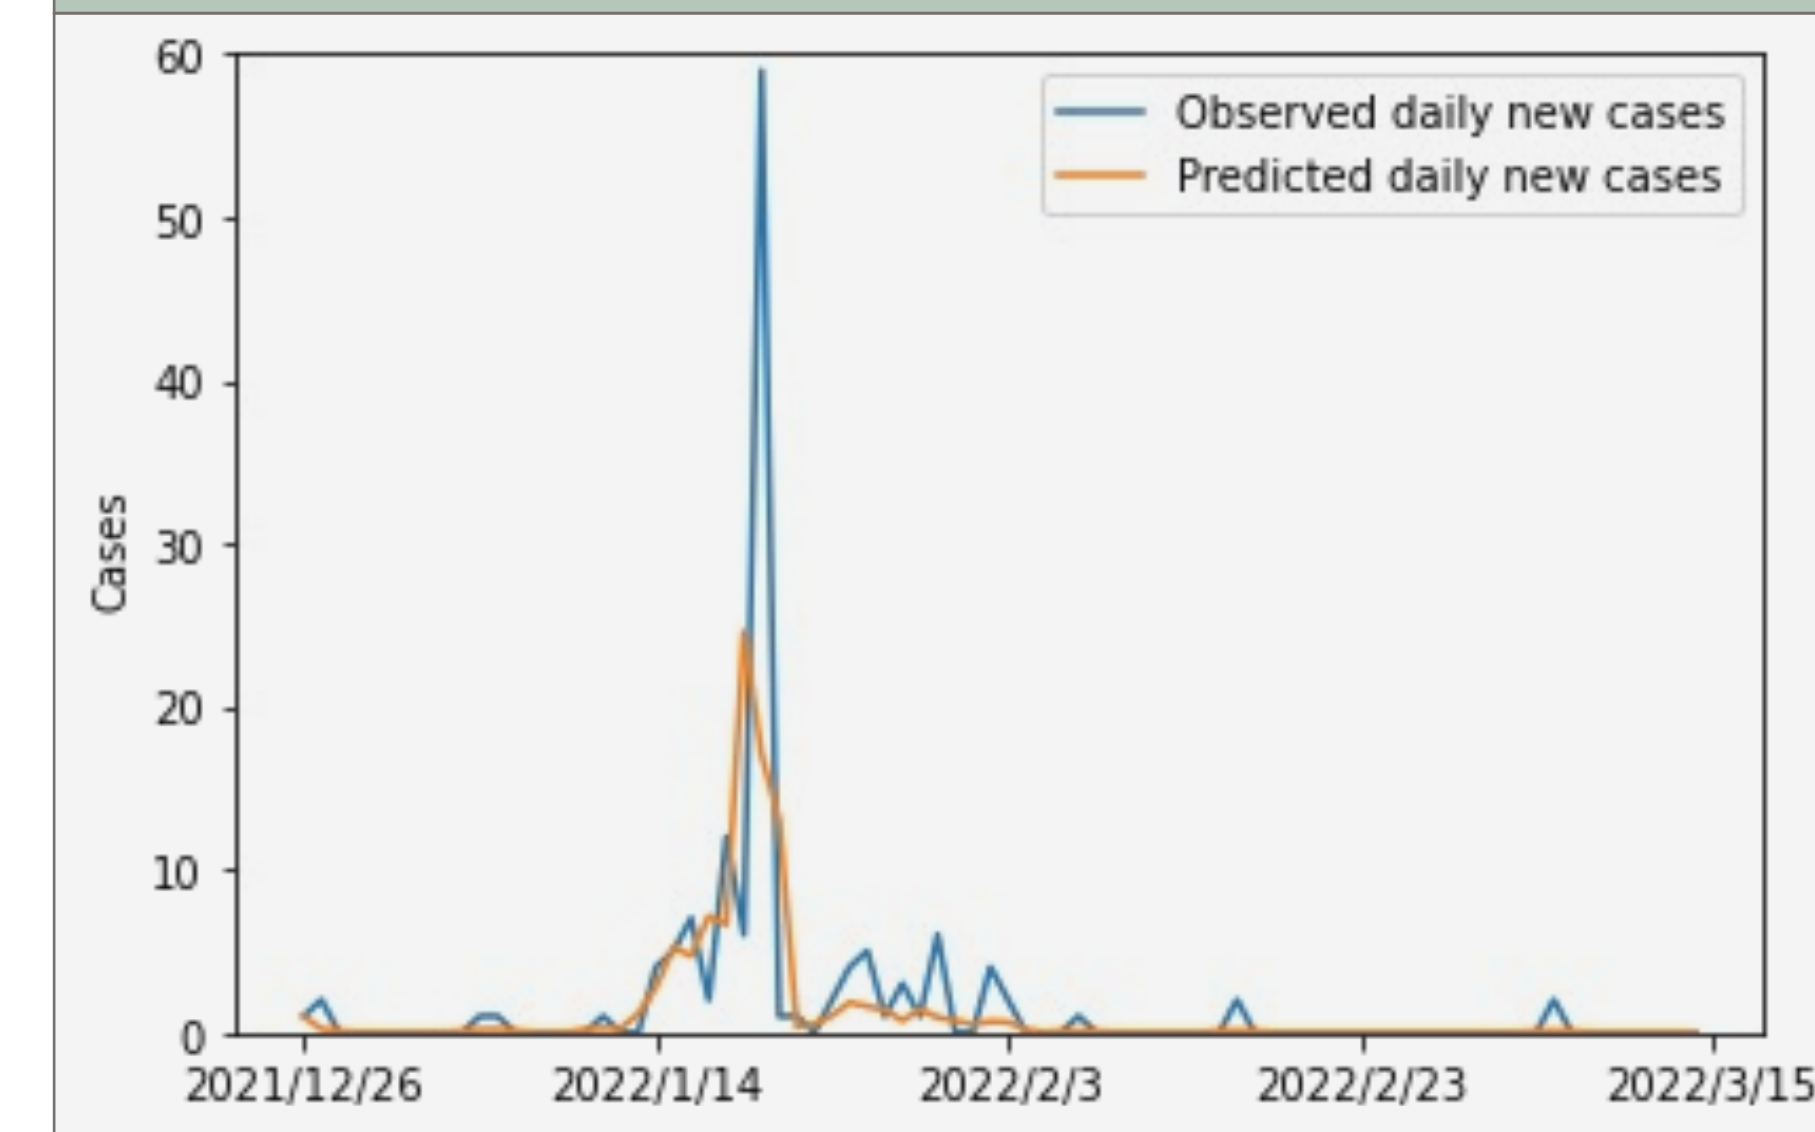 60
Observed daily new cases
Predicted daily new cases
50
40
30
20
10
0
Cases
2021/12/26 2022/1/14 2022/2/3 2022/2/23 2022/3/15